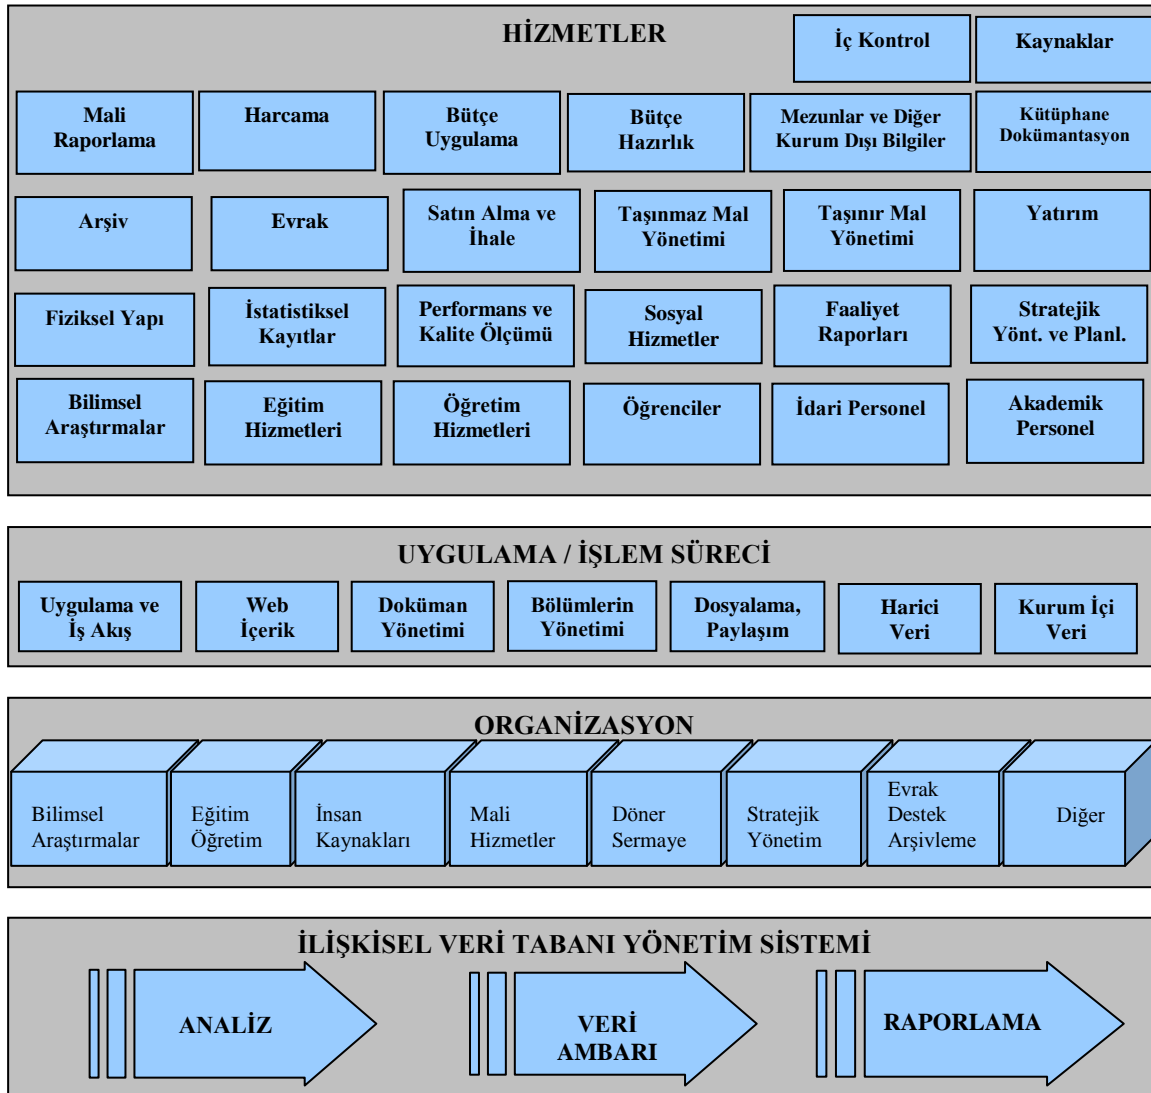 HİZMETLER
İç Kontrol
Kaynaklar
Mali
Raporlama
Harcama
Bütçe
Uygulama
Bütçe
Hazırlık
Mezunlar ve Diğer
Kurum Dışı Bilgiler
Kütüphane
Dokümantasyon
Arşiv
Evrak
Satın Alma ve
İhale
Taşınmaz Mal
Yönetimi
Taşınır Mal
Yönetimi
Yatırım
Fiziksel Yapı
İstatistiksel
Kayıtlar
Performans ve
Kalite Ölçümü
Sosyal
Hizmetler
Faaliyet
Raporları
Stratejik
Yönt. ve Planl.
Bilimsel
Araştırmalar
Eğitim
Hizmetleri
Öğretim
Hizmetleri
Öğrenciler
İdari Personel
Akademik
Personel
UYGULAMA / İŞLEM SÜRECİ
Uygulama ve
İş Akış
Web
İçerik
Doküman
Yönetimi
Bölümlerin
Yönetimi
Dosyalama,
Paylaşım
Harici
Veri
Kurum İçi
Veri
ORGANİZASYON
Bilimsel
Araştırmalar
Eğitim
Öğretim
İnsan
Kaynakları
Mali
Hizmetler
Döner
Sermaye
Stratejik
Yönetim
Evrak
Destek
Arşivleme
Diğer
İLİŞKİSEL VERİ TABANI YÖNETİM SİSTEMİ
ANALİZ
VERİ
AMBARI
RAPORLAMA